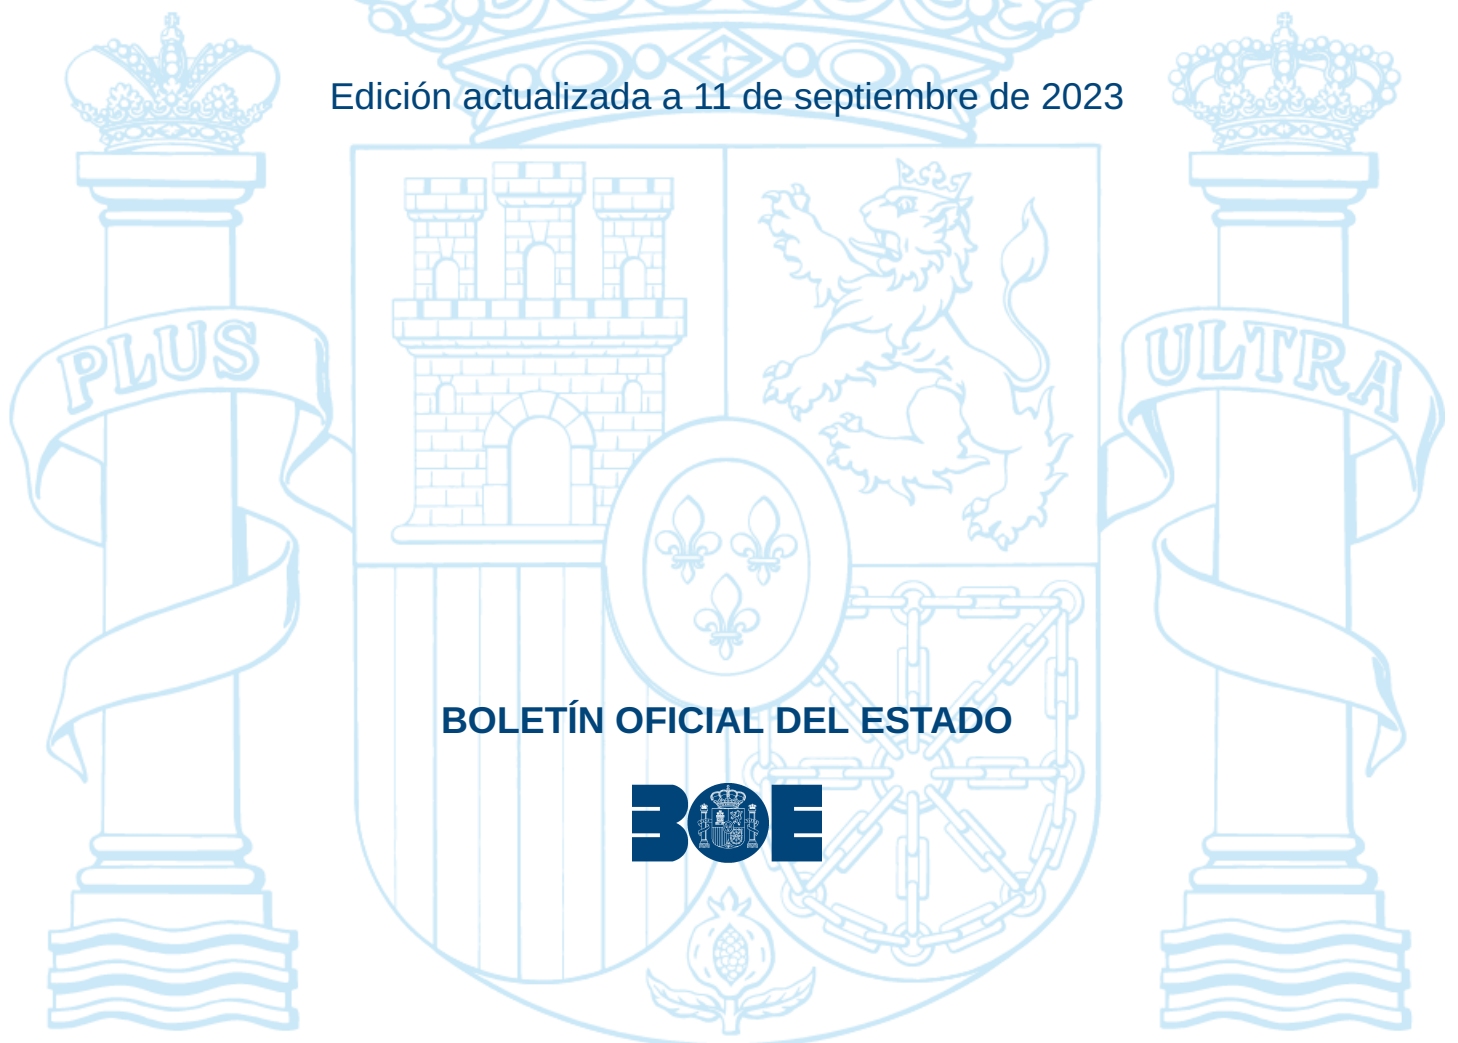 Edición actualizada a 11 de septiembre de 2023
PLUS
ULTRA
BOLETÍN OFICIAL DEL ESTADO
BOE